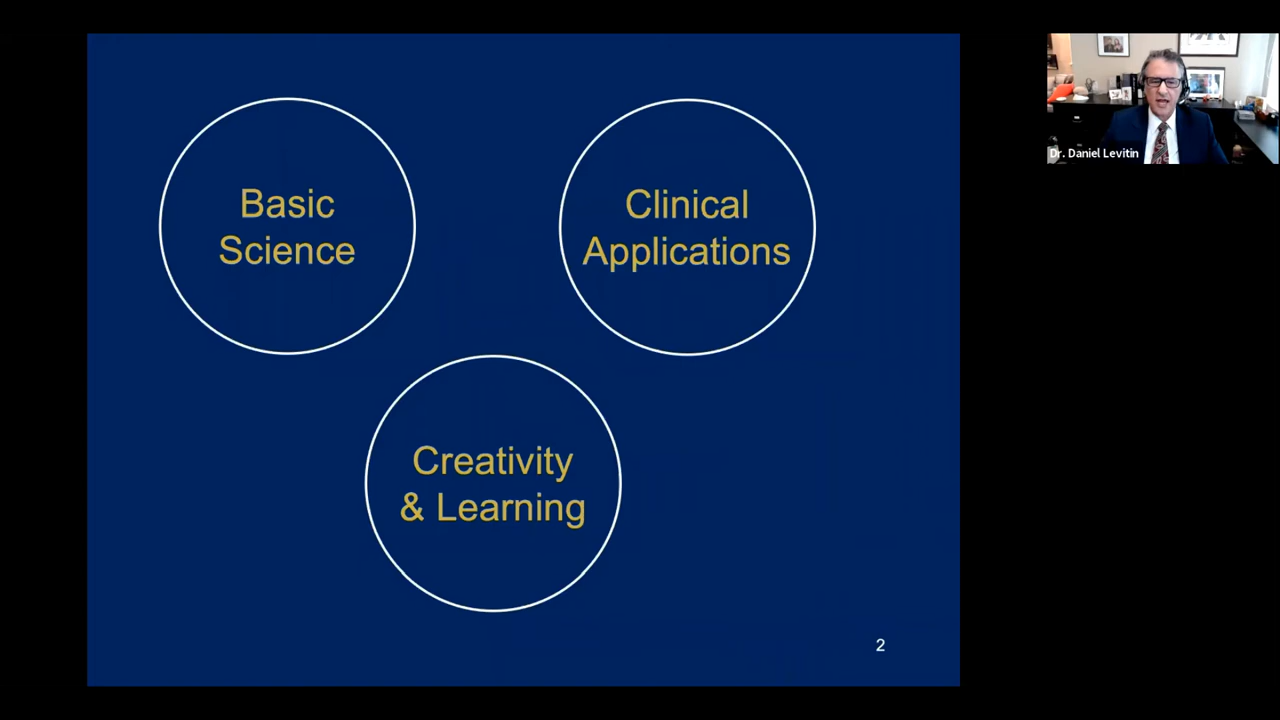 Basic
Science
Clinical
Applications
Creativity
& Learning
2
Dr. Daniel Levitin